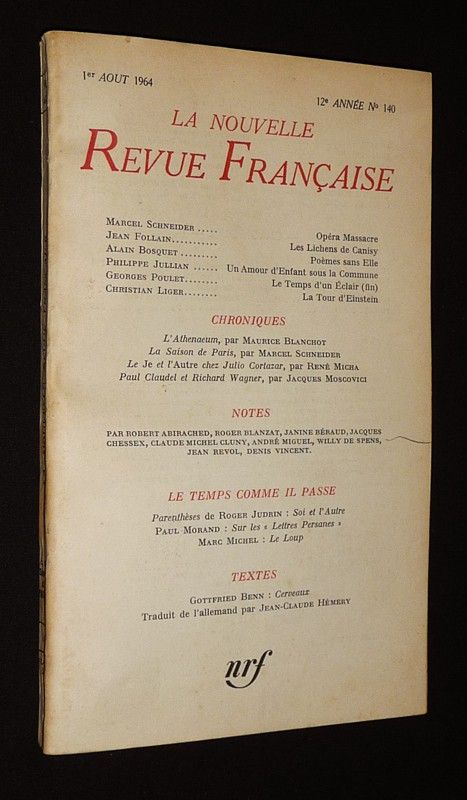 1er AOUT 1964
12e ANNÉE No 140
LA NOUVELLE
REVUE FRANÇAISE
MARCEL SCHNEIDER ..... Opéra Massacre
JEAN FOLLAIN........... Les Lichens de Canisy
ALAIN BOSQUET ......... Poèmes sans Elle
PHILIPPE JULLIAN ...... Un Amour d'Enfant sous la Commune
GEORGES POULET........ Le Temps d'un Éclair (fin)
CHRISTIAN LIGER........ La Tour d'Einstein
CHRONIQUES
L'Athenaeum, par MAURICE BLANCHOT
La Saison de Paris, par MARCEL SCHNEIDER
Le Je et l'Autre chez Julio Cortazar, par RENÉ MICHA
Paul Claudel et Richard Wagner, par JACQUES MOSCOVICI
NOTES
PAR ROBERT ABIRACHED, ROGER BLANZAT, JANINE BÉRAUD, JACQUES
CHESSEX, CLAUDE MICHEL CLUNY, ANDRÉ MIGUEL, WILLY DE SPENS,
JEAN REVOL, DENIS VINCENT.
LE TEMPS COMME IL PASSE
Parenthèses de ROGER JUDRIN : Soi et l'Autre
PAUL MORAND : Sur les « Lettres Persanes »
MARC MICHEL : Le Loup
TEXTES
GOTTFRIED BENN : Cerveaux
Traduit de l'allemand par JEAN-CLAUDE HÉMERY
nrf